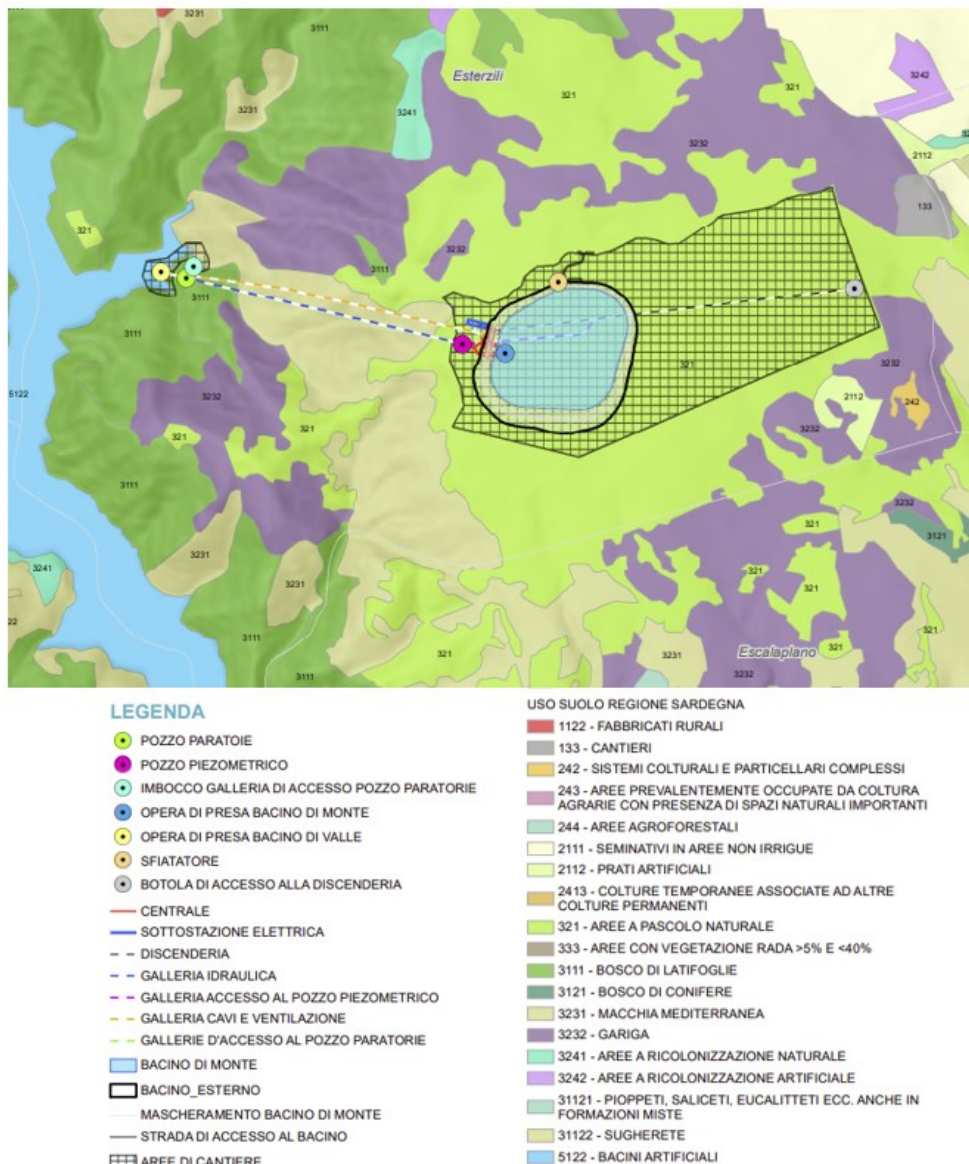 3231
3111
Esterzili
3242
3231
3241
321
321
3232
2112
133
321
3232
3111
3111
3111
321
3232
5122
3232
2112
242
3232
321
321
3111
3232
321
3121
3231
3241
3231
321
321
321
321
3231
Escalaplano
321
3232
3111
LEGENDA
POZZO PARATOIE
POZZO PIEZOMETRICO
IMBOCCO GALLERIA DI ACCESSO POZZO PARATORIE
OPERA DI PRESA BACINO DI MONTE
OPERA DI PRESA BACINO DI VALLE
SFIATATORE
BOTOLA DI ACCESSO ALLA DISCENDERIA
CENTRALE
SOTTOSTAZIONE ELETTRICA
DISCENDERIA
GALLERIA IDRAULICA
GALLERIA ACCESSO AL POZZO PIEZOMETRICO
GALLERIA CAVI E VENTILAZIONE
GALLERIE D'ACCESSO AL POZZO PARATORIE
BACINO DI MONTE
BACINO_ESTERNO
MASCHERAMENTO BACINO DI MONTE
STRADA DI ACCESSO AL BACINO
AREE DI CANTIERE
USO SUOLO REGIONE SARDEGNA
1122 - FABBRICATI RURALI
133 - CANTIERI
242 - SISTEMI COLTURALI E PARTICELLARI COMPLESSI
243 - AREE PREVALENTEMENTE OCCUPATE DA COLTURA
AGRARIE CON PRESENZA DI SPAZI NATURALI IMPORTANTI
244 - AREE AGROFORESTALI
2111 - SEMINATIVI IN AREE NON IRRIGUE
2112 - PRATI ARTIFICIALI
2413 - COLTURE TEMPORANEE ASSOCIATE AD ALTRE
COLTURE PERMANENTI
321 - AREE A PASCOLO NATURALE
333 - AREE CON VEGETAZIONE RADA >5% E <40%
3111 - BOSCO DI LATIFOGLIE
3121 - BOSCO DI CONIFERE
3231 - MACCHIA MEDITERRANEA
3232 - GARIGA
3241 - AREE A RICOLONIZZAZIONE NATURALE
3242 - AREE A RICOLONIZZAZIONE ARTIFICIALE
31121 - PIOPPETI, SALICETI, EUCALITTETI ECC. ANCHE IN
FORMAZIONI MISTE
31122 - SUGHERETE
5122 - BACINI ARTIFICIALI